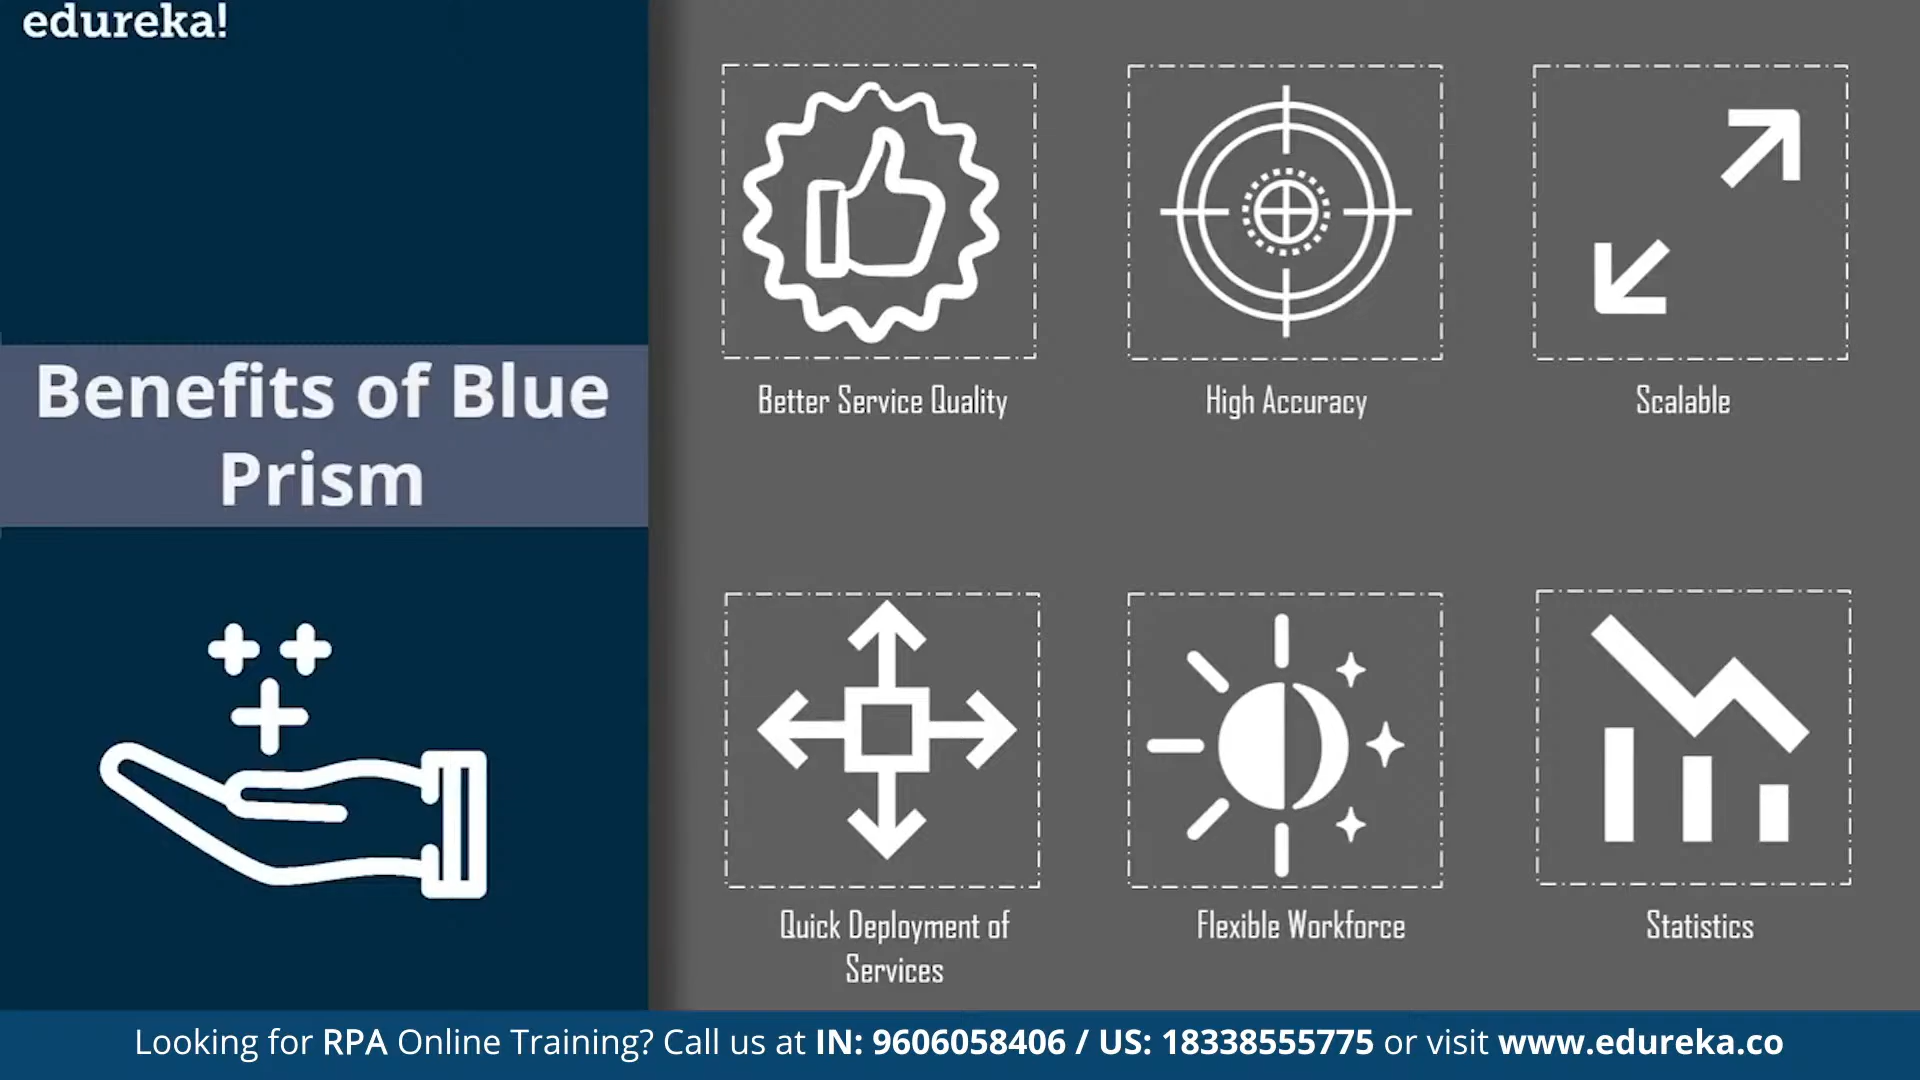 edureka!
Benefits of Blue
Prism
Better Service Quality
High Accuracy
Scalable
Quick Deployment of
Services
Flexible Workforce
Statistics
Looking for RPA Online Training? Call us at IN: 9606058406 / US: 18338555775 or visit www.edureka.co